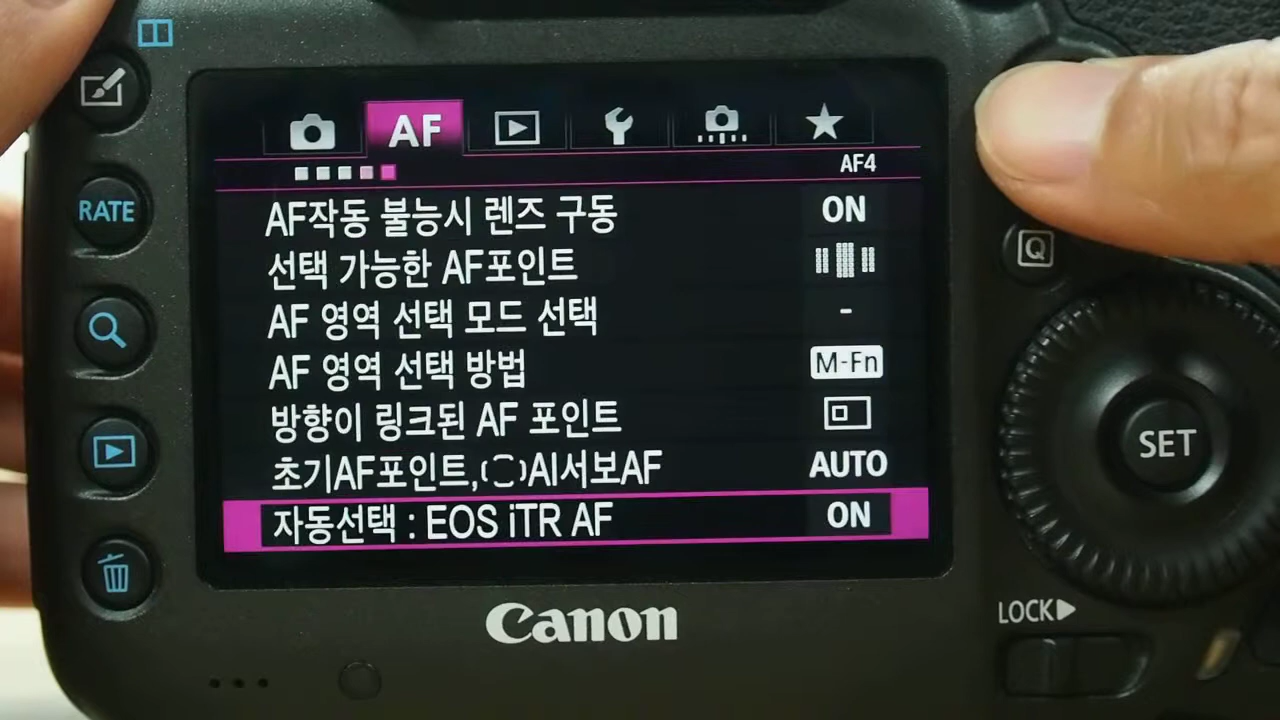 AF
AF4
RATE
AF작동 불능시 렌즈 구동 ON
선택 가능한 AF포인트
AF 영역 선택 모드 선택 -
AF 영역 선택 방법 M-Fn
방향이 링크된 AF 포인트
초기AF포인트,( )AI서보AF AUTO
자동선택 : EOS iTR AF ON
Q
SET
LOCK▶
Canon